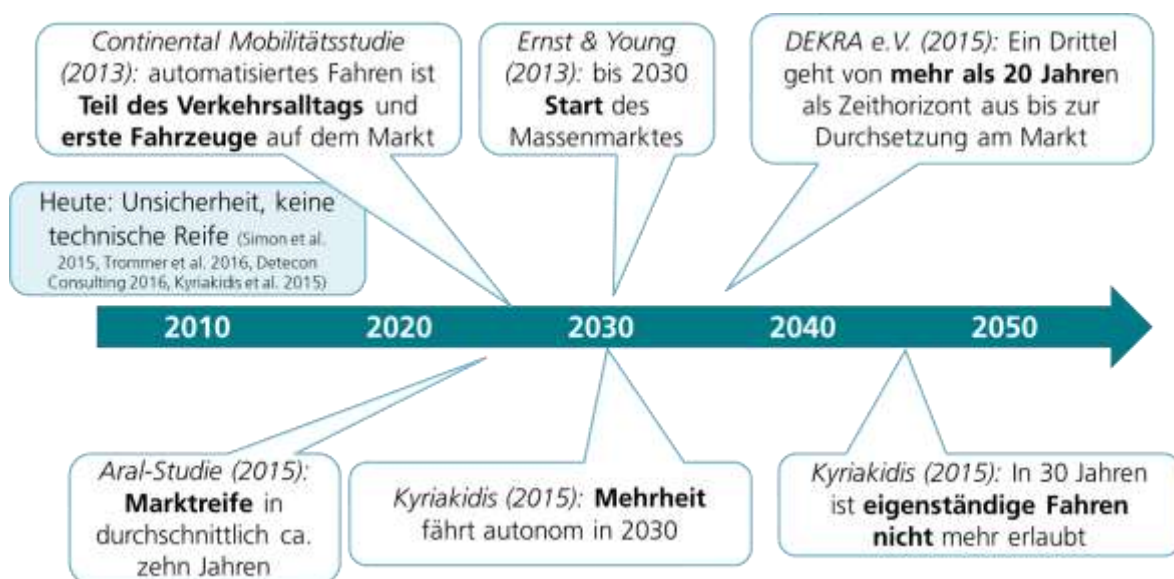 Continental Mobilitätsstudie
(2013): automatisiertes Fahren ist
Teil des Verkehrsalltags und
erste Fahrzeuge auf dem Markt
Ernst & Young
(2013): bis 2030
Start des
Massenmarktes
DEKRA e.V. (2015): Ein Drittel
geht von mehr als 20 Jahren
als Zeithorizont aus bis zur
Durchsetzung am Markt
Heute: Unsicherheit, keine
technische Reife (Simon et al.
2015, Trommer et al. 2016, Detecon
Consulting 2016, Kyriakidis et al. 2015)
2010 2020 2030 2040 2050
Aral-Studie (2015):
Marktreife in
durchschnittlich ca.
zehn Jahren
Kyriakidis (2015): Mehrheit
fährt autonom in 2030
Kyriakidis (2015): In 30 Jahren
ist eigenständige Fahren
nicht mehr erlaubt